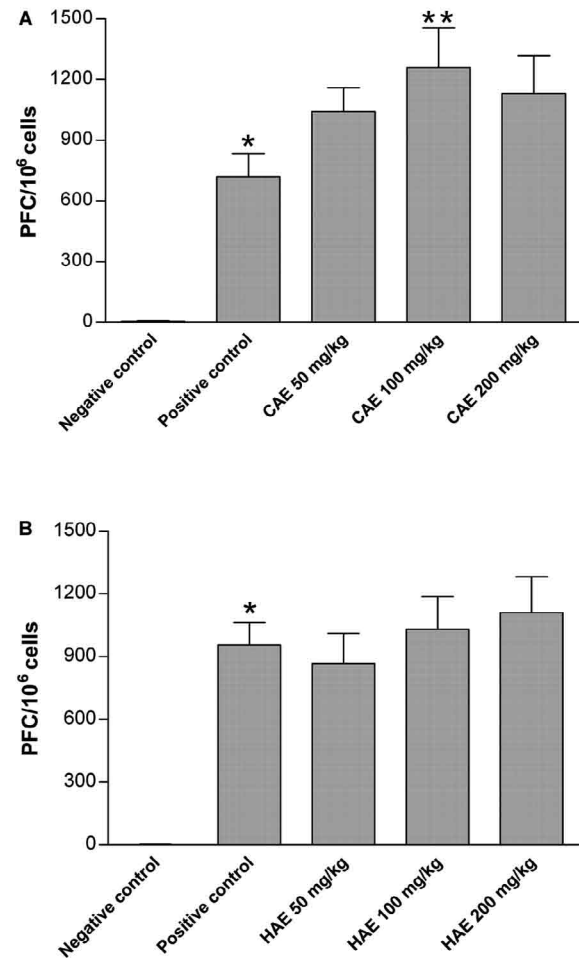 A
1500
1200
900
600
300
0
PFC/10⁶ cells
*
**
Negative control
Positive control
CAE 50 mg/kg
CAE 100 mg/kg
CAE 200 mg/kg
B
1500
1200
900
600
300
0
PFC/10⁶ cells
*
Negative control
Positive control
HAE 50 mg/kg
HAE 100 mg/kg
HAE 200 mg/kg